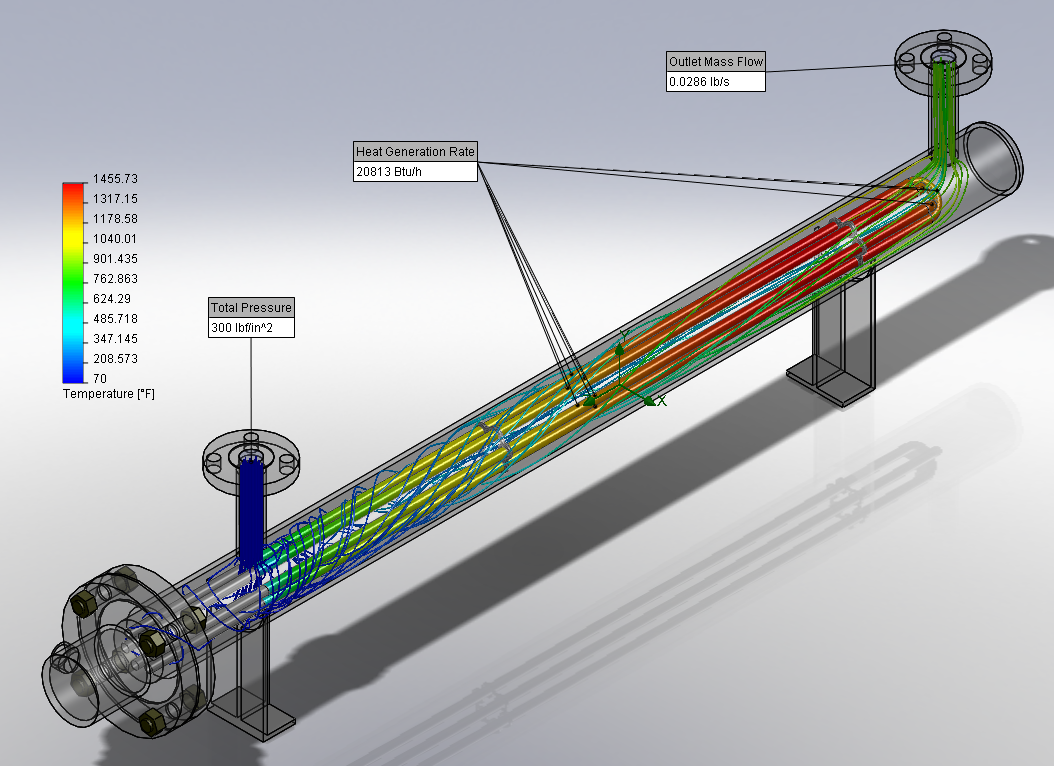 Outlet Mass Flow
0.0286 lb/s
Heat Generation Rate
20813 Btu/h
1455.73
1317.15
1178.58
1040.01
901.435
762.863
624.29
485.718
347.145
208.573
70
Temperature [°F]
Total Pressure
300 lbf/in^2
Y
X